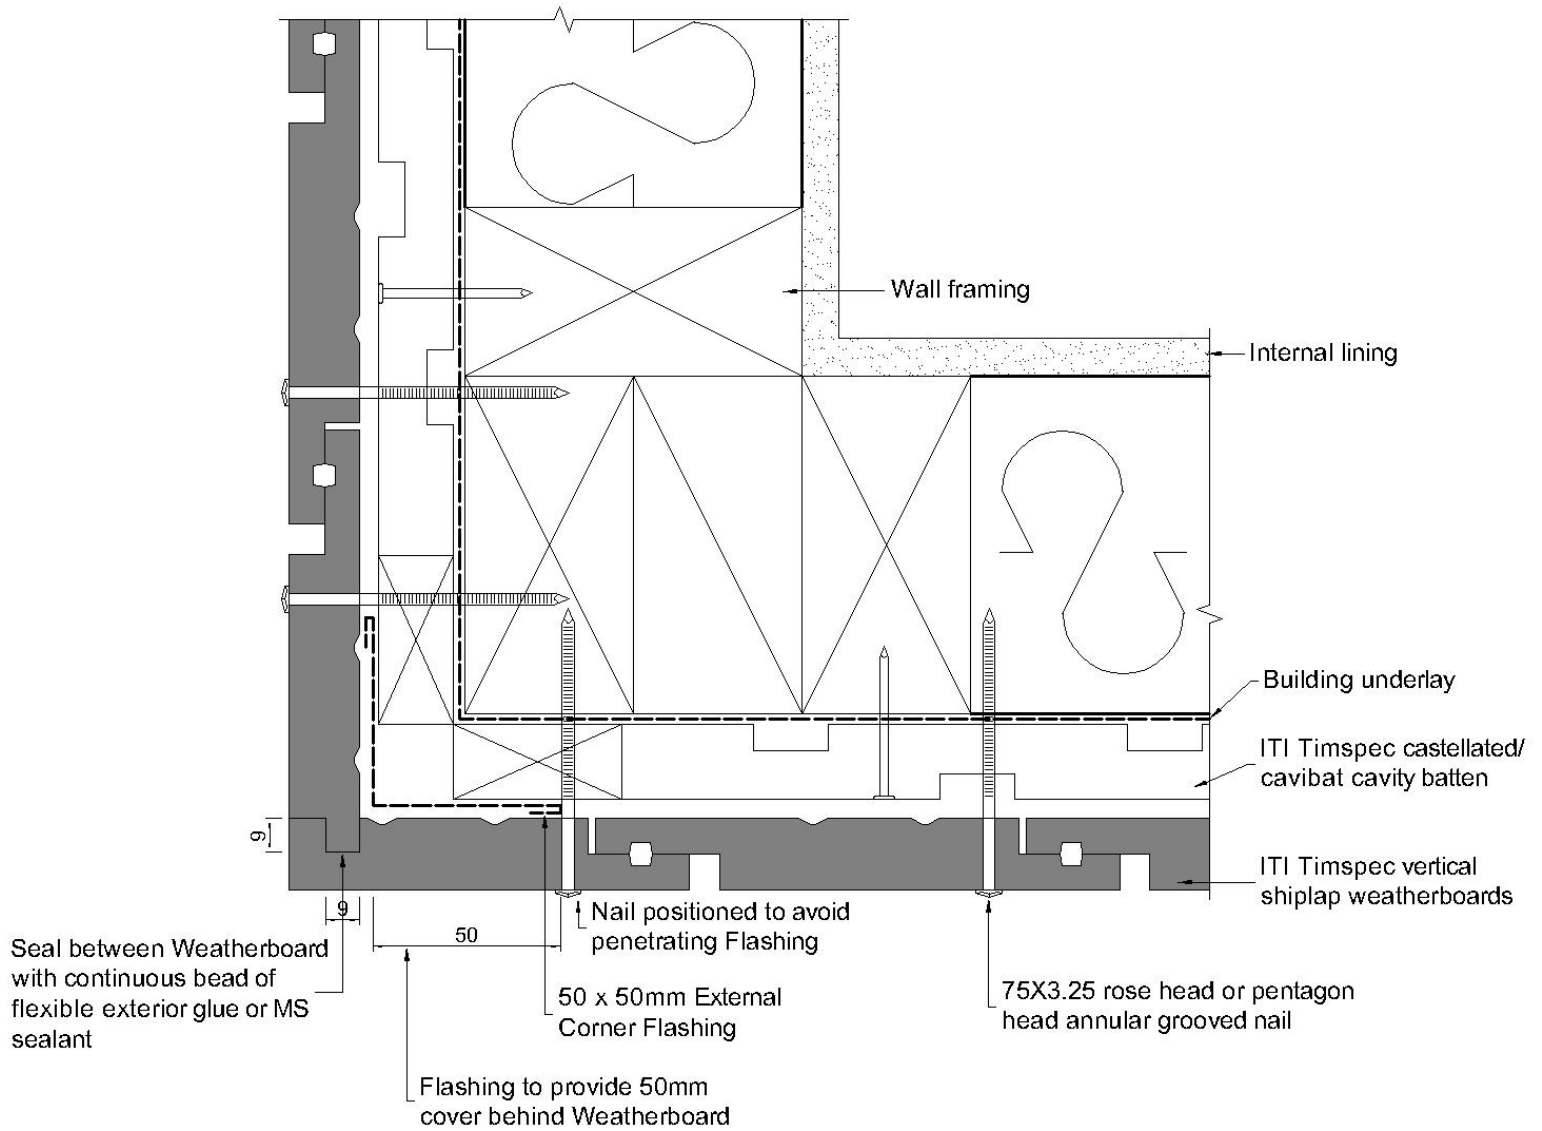 Wall framing
Internal lining
Building underlay
ITI Timspec castellated/
cavibat cavity batten
9
ITI Timspec vertical
shiplap weatherboards
9
50
Nail positioned to avoid
penetrating Flashing
Seal between Weatherboard
with continuous bead of
flexible exterior glue or MS
sealant
50 x 50mm External
Corner Flashing
75X3.25 rose head or pentagon
head annular grooved nail
Flashing to provide 50mm
cover behind Weatherboard